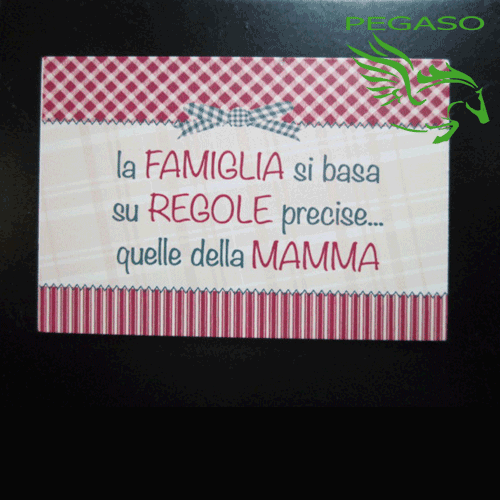 PEGASO
la FAMIGLIA si basa
su REGOLE precise...
quelle della MAMMA